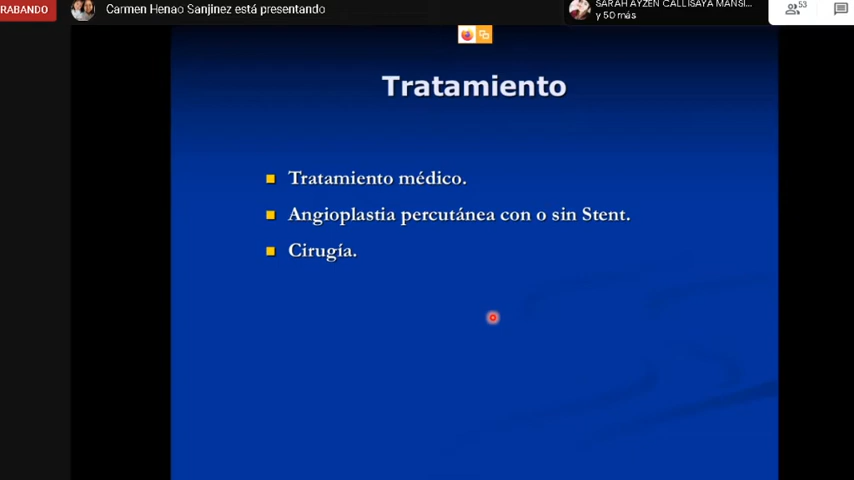 RABANDO
Carmen Henao Sanjinez está presentando
SARAH AYZEN CALLISAYA MANSI...
y 50 más
53
Tratamiento
Tratamiento médico.
Angioplastia percutánea con o sin Stent.
Cirugía.